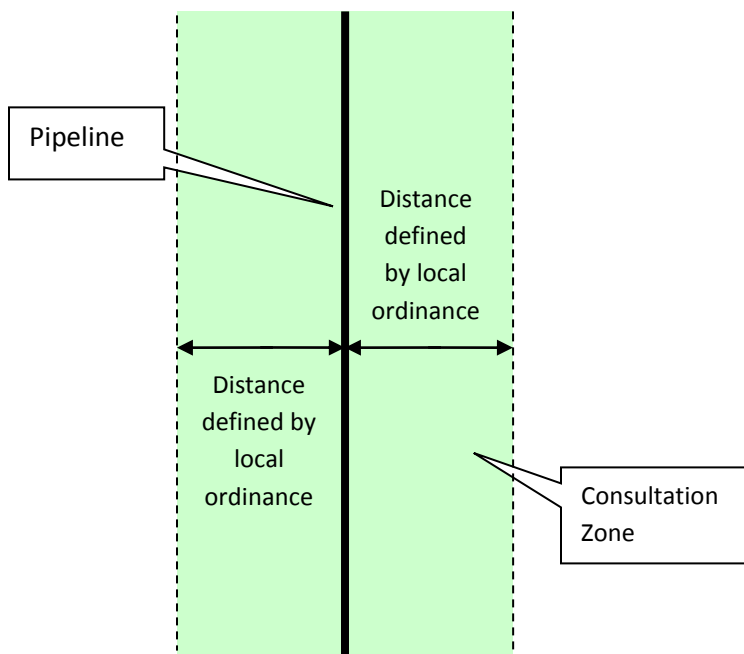 Pipeline
Distance
defined
by local
ordinance
Distance
defined by
local
ordinance
Consultation
Zone